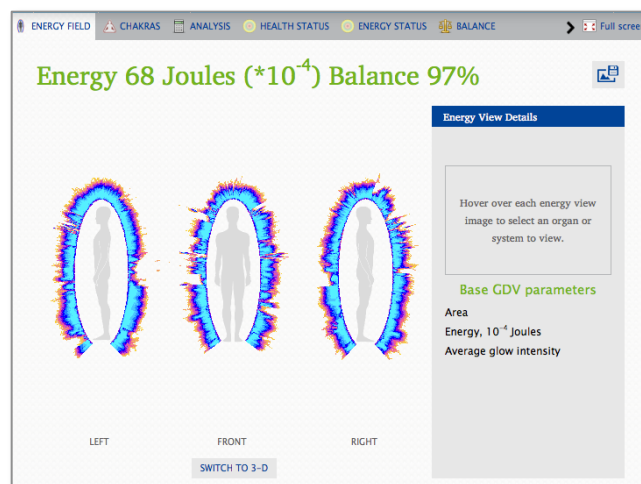 ENERGY FIELD CHAKRAS ANALYSIS HEALTH STATUS ENERGY STATUS BALANCE Full scree
Energy 68 Joules (*10⁻⁴) Balance 97%
Energy View Details
Hover over each energy view
image to select an organ or
system to view.
Base GDV parameters
Area
Energy, 10⁻⁴ Joules
Average glow intensity
LEFT FRONT RIGHT
SWITCH TO 3-D